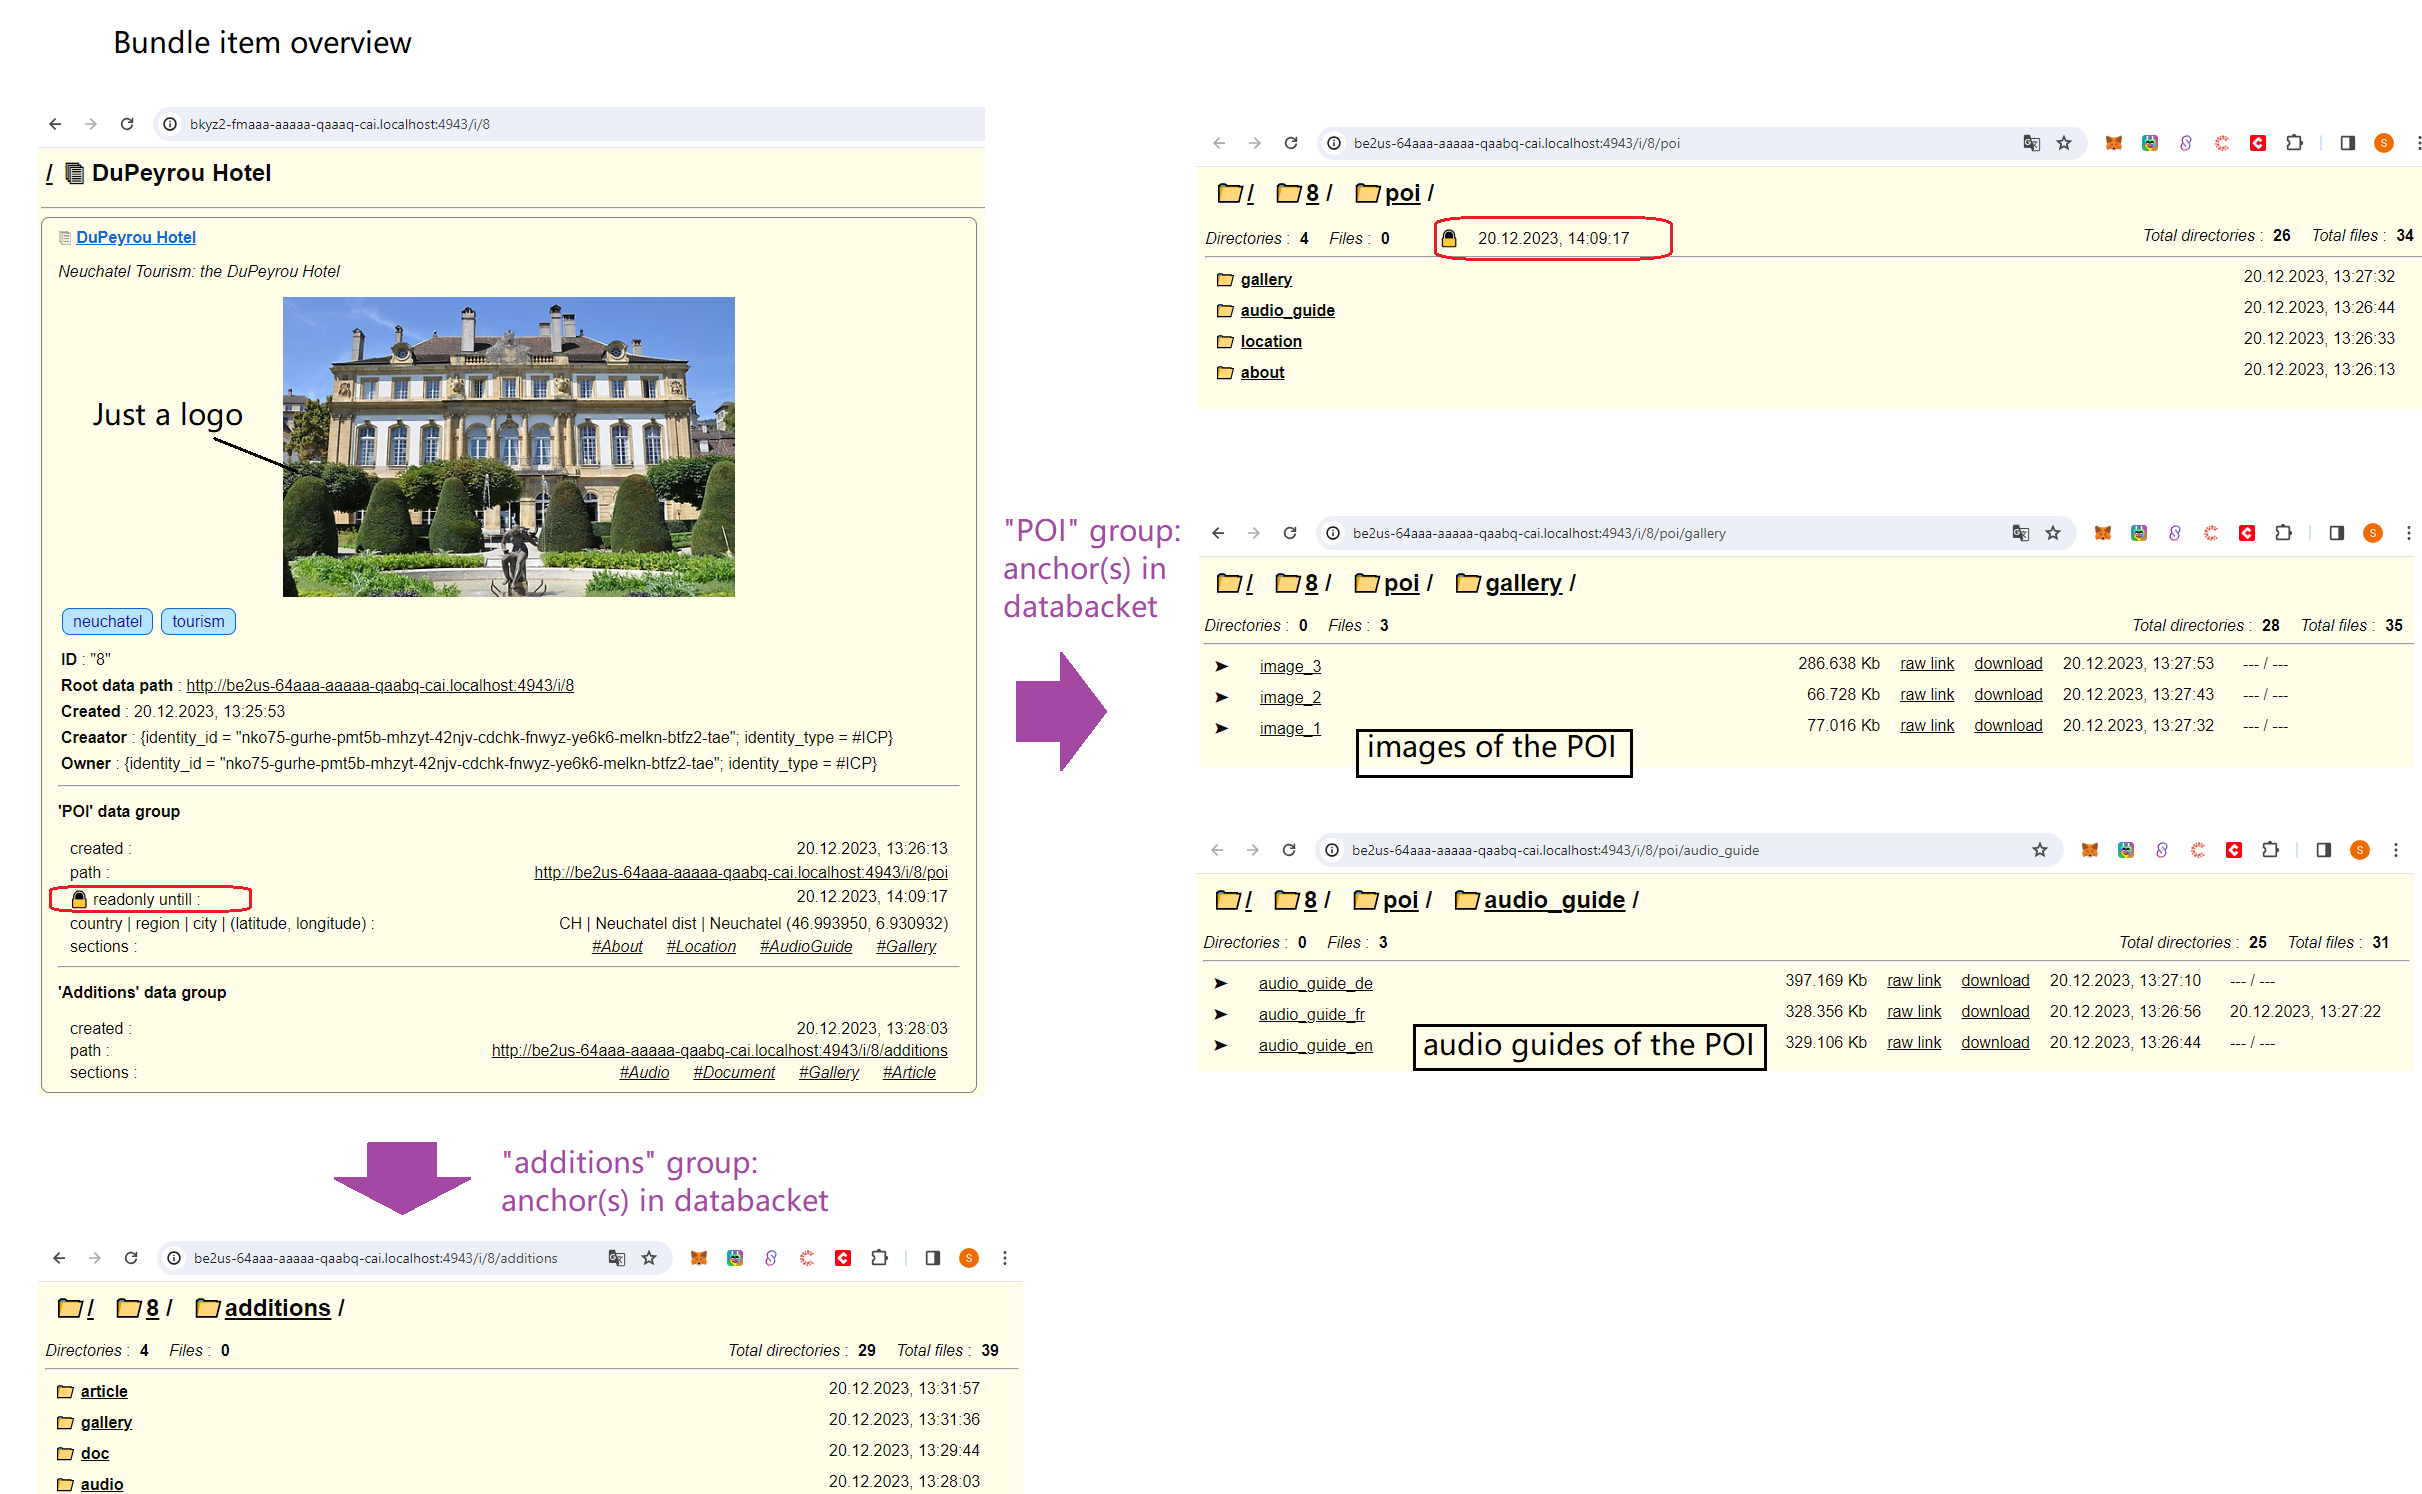 Bundle item overview
bkyz2-fmaaa-aaaaa-qaaaq-cai.localhost:4943/i/8
/ DuPeyrou Hotel
DuPeyrou Hotel
Neuchatel Tourism: the DuPeyrou Hotel
Just a logo
neuchatel tourism
ID : "8"
Root data path : http://be2us-64aaa-aaaaa-qaabq-cai.localhost:4943/i/8
Created : 20.12.2023, 13:25:53
Creaator : {identity_id = "nko75-gurhe-pmt5b-mhzyt-42njv-cdchk-fnwyz-ye6k6-melkn-btfz2-tae"; identity_type = #ICP}
Owner : {identity_id = "nko75-gurhe-pmt5b-mhzyt-42njv-cdchk-fnwyz-ye6k6-melkn-btfz2-tae"; identity_type = #ICP}
'POI' data group
created : 20.12.2023, 13:26:13
path : http://be2us-64aaa-aaaaa-qaabq-cai.localhost:4943/i/8/poi
readonly untill : 20.12.2023, 14:09:17
country | region | city | (latitude, longitude) : CH | Neuchatel dist | Neuchatel (46.993950, 6.930932)
sections : #About #Location #AudioGuide #Gallery
'Additions' data group
created : 20.12.2023, 13:28:03
path : http://be2us-64aaa-aaaaa-qaabq-cai.localhost:4943/i/8/additions
sections : #Audio #Document #Gallery #Article
"POI" group:
anchor(s) in
databacket
be2us-64aaa-aaaaa-qaabq-cai.localhost:4943/i/8/poi
S
/ 8 / poi /
Directories : 4 Files : 0 20.12.2023, 14:09:17 Total directories : 26 Total files : 34
gallery 20.12.2023, 13:27:32
audio_guide 20.12.2023, 13:26:44
location 20.12.2023, 13:26:33
about 20.12.2023, 13:26:13
be2us-64aaa-aaaaa-qaabq-cai.localhost:4943/i/8/poi/gallery
S
/ 8 / poi / gallery /
Directories : 0 Files : 3 Total directories : 28 Total files : 35
image_3 286.638 Kb raw link download 20.12.2023, 13:27:53 --- / ---
image_2 66.728 Kb raw link download 20.12.2023, 13:27:43 --- / ---
image_1 77.016 Kb raw link download 20.12.2023, 13:27:32 --- / ---
images of the POI
be2us-64aaa-aaaaa-qaabq-cai.localhost:4943/i/8/poi/audio_guide
S
/ 8 / poi / audio_guide /
Directories : 0 Files : 3 Total directories : 25 Total files : 31
audio_guide_de 397.169 Kb raw link download 20.12.2023, 13:27:10 --- / ---
audio_guide_fr 328.356 Kb raw link download 20.12.2023, 13:26:56 20.12.2023, 13:27:22
audio_guide_en 329.106 Kb raw link download 20.12.2023, 13:26:44 --- / ---
audio guides of the POI
"additions" group:
anchor(s) in databacket
be2us-64aaa-aaaaa-qaabq-cai.localhost:4943/i/8/additions
S
/ 8 / additions /
Directories : 4 Files : 0 Total directories : 29 Total files : 39
article 20.12.2023, 13:31:57
gallery 20.12.2023, 13:31:36
doc 20.12.2023, 13:29:44
audio 20.12.2023, 13:28:03